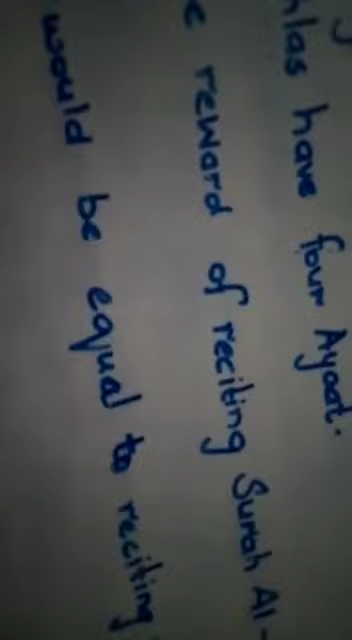 hlas have four Ayaat.
e reward of reciting Surah Al-
would be equal to reciting